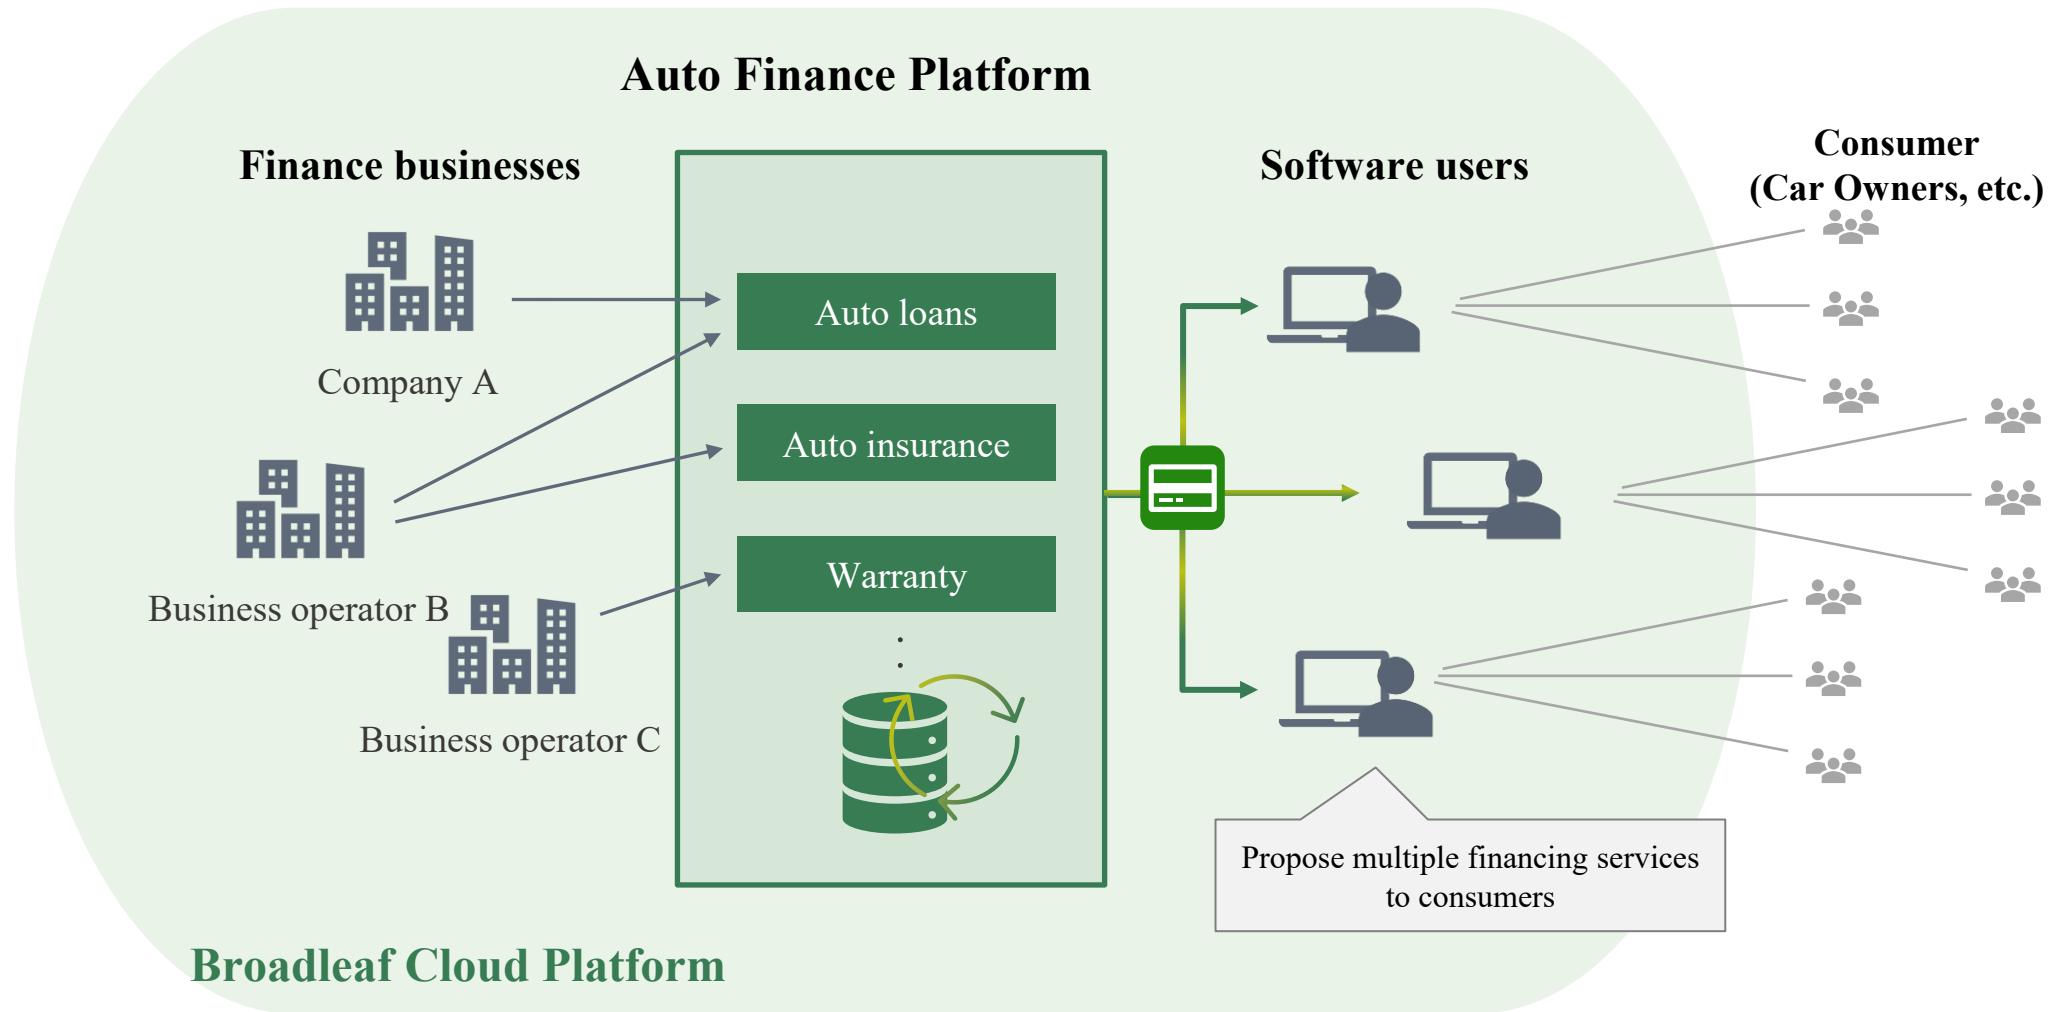 Auto Finance Platform
Finance businesses
Software users
Consumer
(Car Owners, etc.)
Company A
Business operator B
Business operator C
Auto loans
Auto insurance
Warranty
Propose multiple financing services
to consumers
Broadleaf Cloud Platform